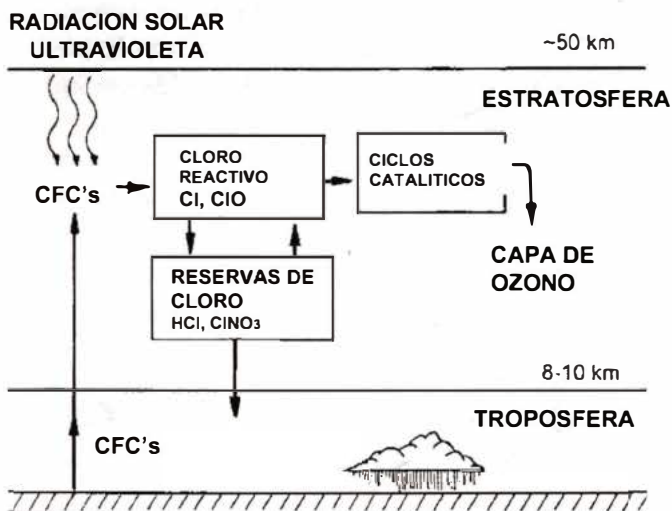 RADIACION SOLAR
ULTRAVIOLETA
~50 km
ESTRATOSFERA
CLORO
REACTIVO
Cl, ClO
CICLOS
CATALITICOS
CFC's
CAPA DE
OZONO
RESERVAS DE
CLORO
HCl, ClNO₃
8-10 km
TROPOSFERA
CFC's